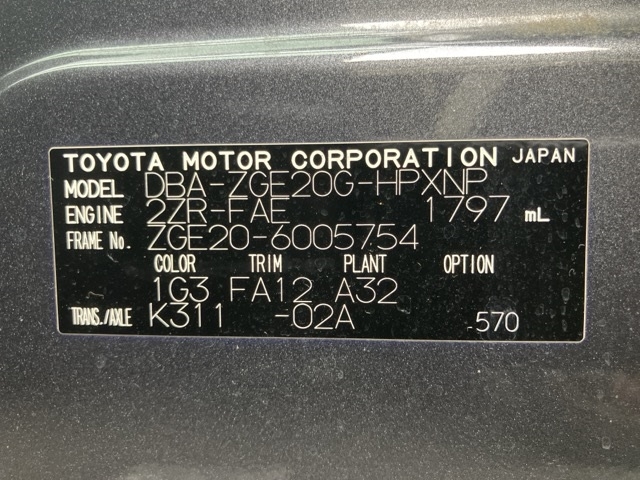 TOYOTA MOTOR CORPORATION JAPAN
MODEL DBA-ZGE20G-HPXNP
ENGINE 2ZR-FAE 1797 mL
FRAME No. ZGE20-6005754
COLOR TRIM PLANT OPTION
1G3 FA12 A32
TRANS./AXLE K311 -02A -570